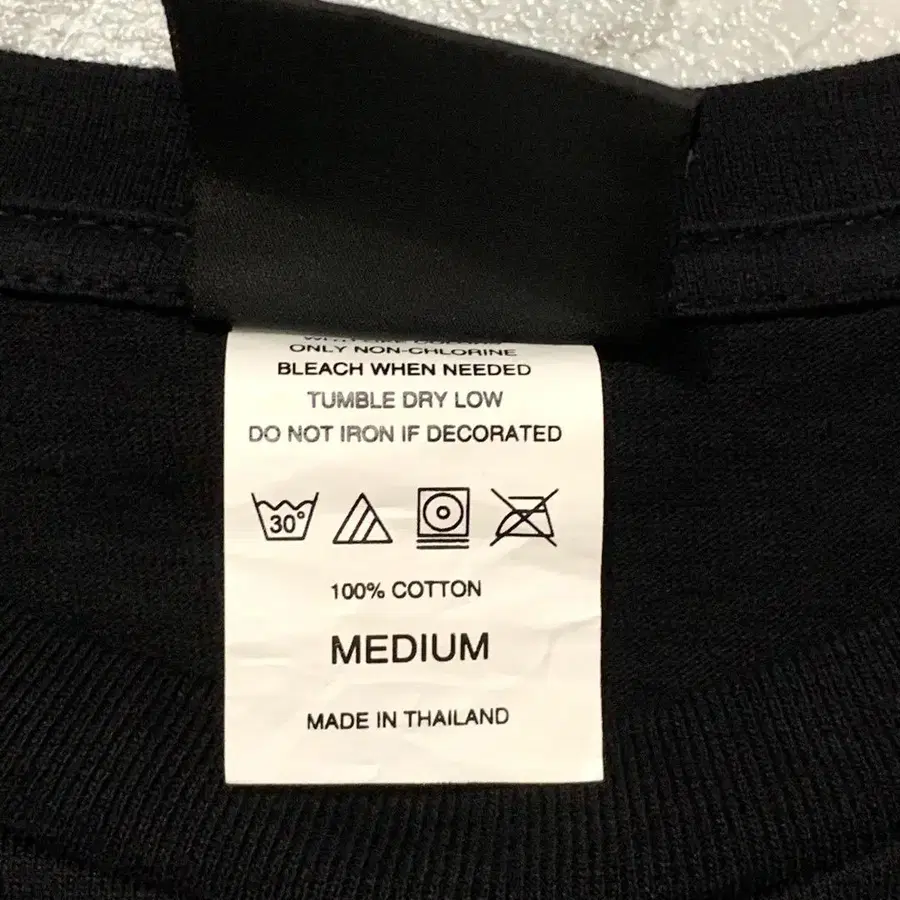 ONLY NON-CHLORINE
BLEACH WHEN NEEDED
TUMBLE DRY LOW
DO NOT IRON IF DECORATED
30°
100% COTTON
MEDIUM
MADE IN THAILAND